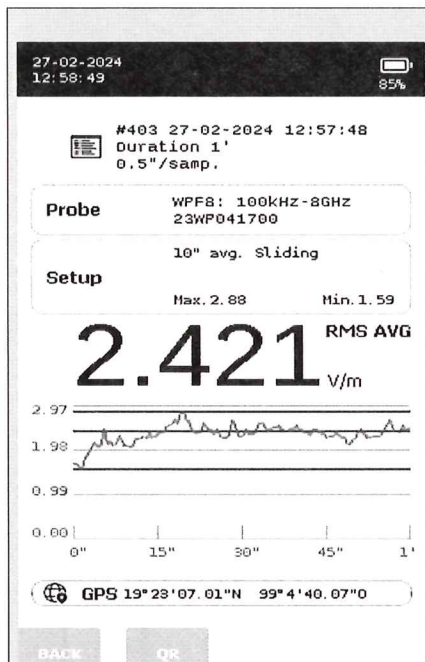 27-02-2024
12:58:49
85%
#403 27-02-2024 12:57:48
Duration 1'
0.5"/samp.
Probe
WPF8: 100kHz-8GHz
23WP041700
Setup
10" avg. Sliding
Max.2.88 Min.1.59
2.421 RMS AVG
V/m
2.97
1.98
0.99
0.00
0" 15" 30" 45" 1'
GPS 19°23'07.01"N 99°4'40.07"O
BACK QR